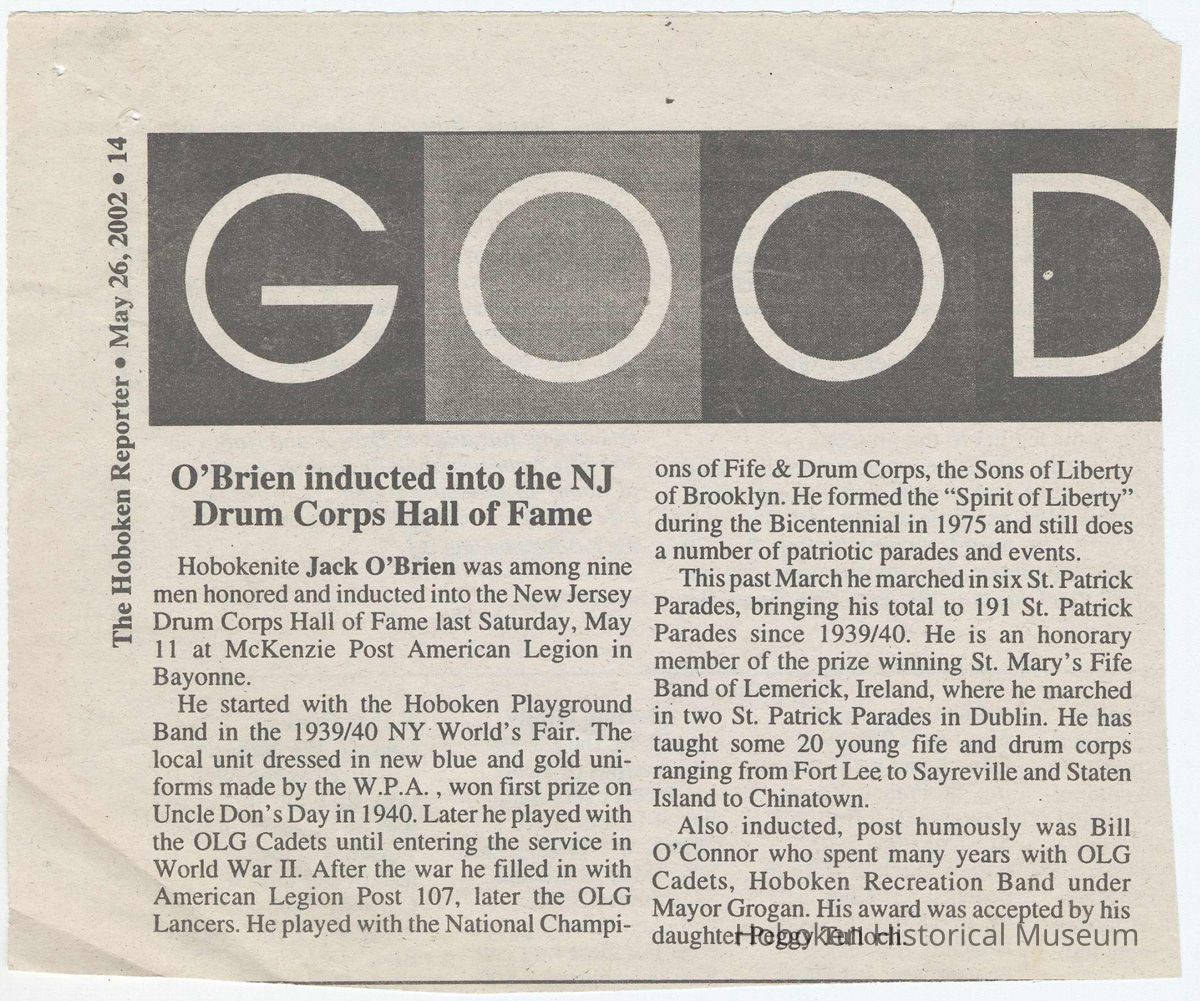 The Hoboken Reporter • May 26, 2002 • 14
GOOD
O'Brien inducted into the NJ
Drum Corps Hall of Fame
Hobokenite Jack O'Brien was among nine
men honored and inducted into the New Jersey
Drum Corps Hall of Fame last Saturday, May
11 at McKenzie Post American Legion in
Bayonne.
He started with the Hoboken Playground
Band in the 1939/40 NY World's Fair. The
local unit dressed in new blue and gold uni-
forms made by the W.P.A. , won first prize on
Uncle Don's Day in 1940. Later he played with
the OLG Cadets until entering the service in
World War II. After the war he filled in with
American Legion Post 107, later the OLG
Lancers. He played with the National Champi-
ons of Fife & Drum Corps, the Sons of Liberty
of Brooklyn. He formed the "Spirit of Liberty"
during the Bicentennial in 1975 and still does
a number of patriotic parades and events.
This past March he marched in six St. Patrick
Parades, bringing his total to 191 St. Patrick
Parades since 1939/40. He is an honorary
member of the prize winning St. Mary's Fife
Band of Lemerick, Ireland, where he marched
in two St. Patrick Parades in Dublin. He has
taught some 20 young fife and drum corps
ranging from Fort Lee to Sayreville and Staten
Island to Chinatown.
Also inducted, post humously was Bill
O'Connor who spent many years with OLG
Cadets, Hoboken Recreation Band under
Mayor Grogan. His award was accepted by his
daughter Peggy Tulloch.
Hoboken Historical Museum